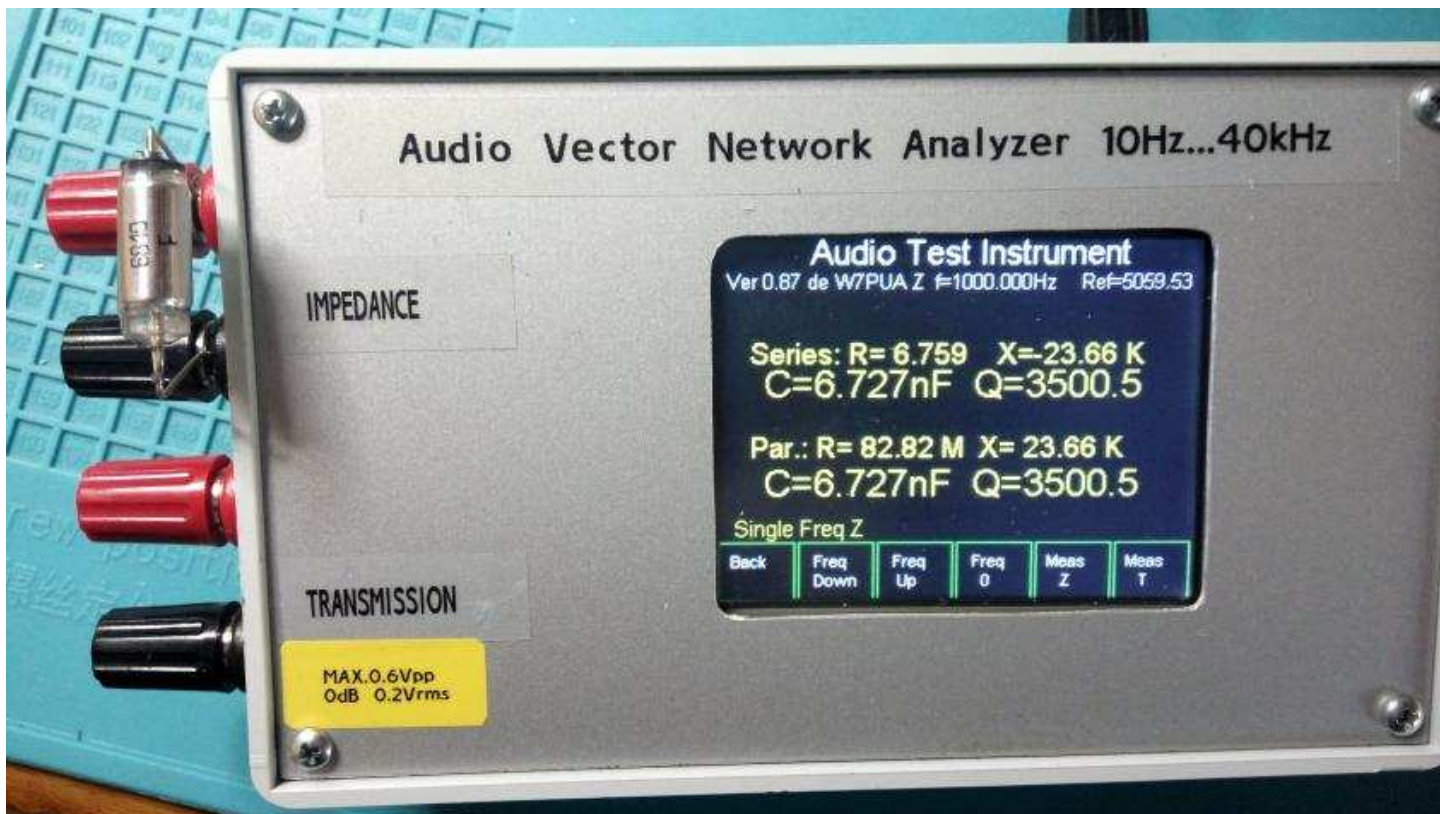 Audio Vector Network Analyzer 10Hz...40kHz
Audio Test Instrument
Ver 0.87 de W7PUA Z f=1000.000Hz Ref=5059.53
IMPEDANCE
Series: R= 6.759 X=-23.66 K
C=6.727nF Q=3500.5
Par.: R= 82.82 M X= 23.66 K
C=6.727nF Q=3500.5
Single Freq Z
Back Freq Down Freq Up Freq 0 Meas Z Meas T
TRANSMISSION
MAX.0.6Vpp
0dB 0.2Vrms